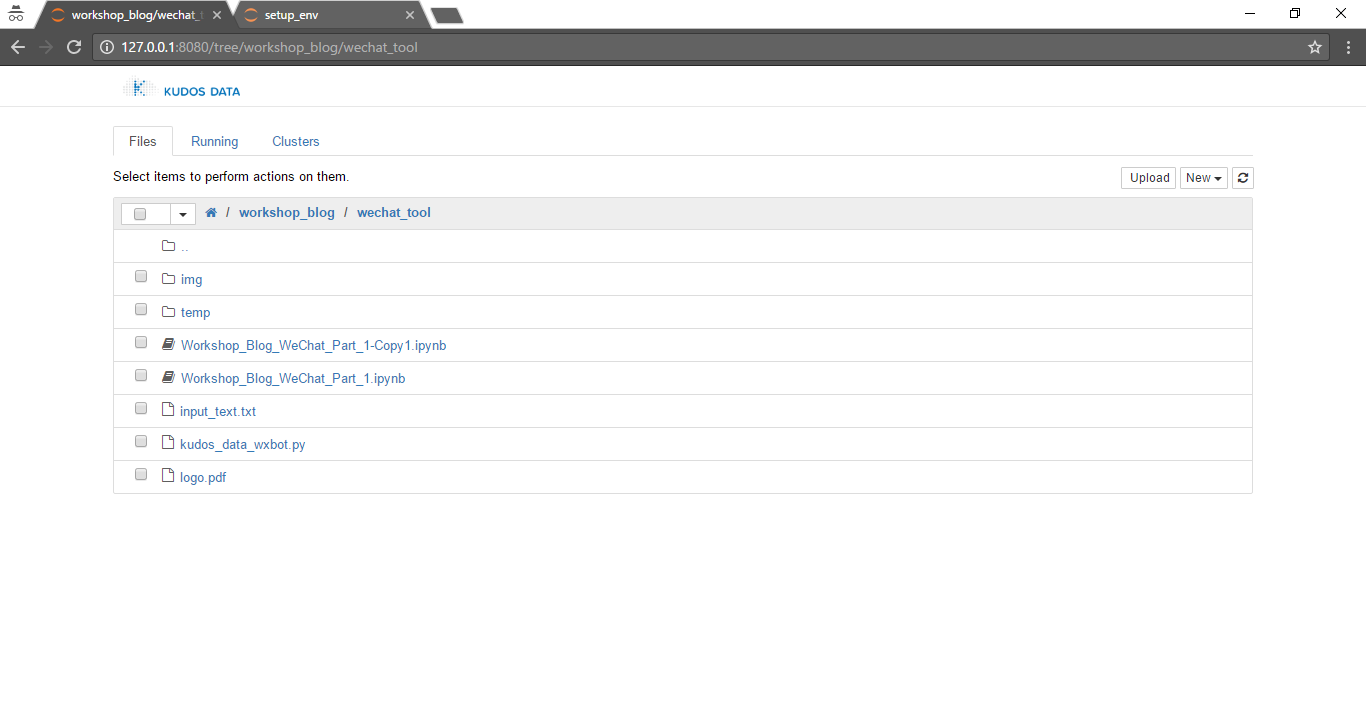 workshop_blog/wechat_t
setup_env
127.0.0.1:8080/tree/workshop_blog/wechat_tool
KUDOS DATA
Files Running Clusters
Select items to perform actions on them.
Upload New
/ workshop_blog / wechat_tool
..
img
temp
Workshop_Blog_WeChat_Part_1-Copy1.ipynb
Workshop_Blog_WeChat_Part_1.ipynb
input_text.txt
kudos_data_wxbot.py
logo.pdf